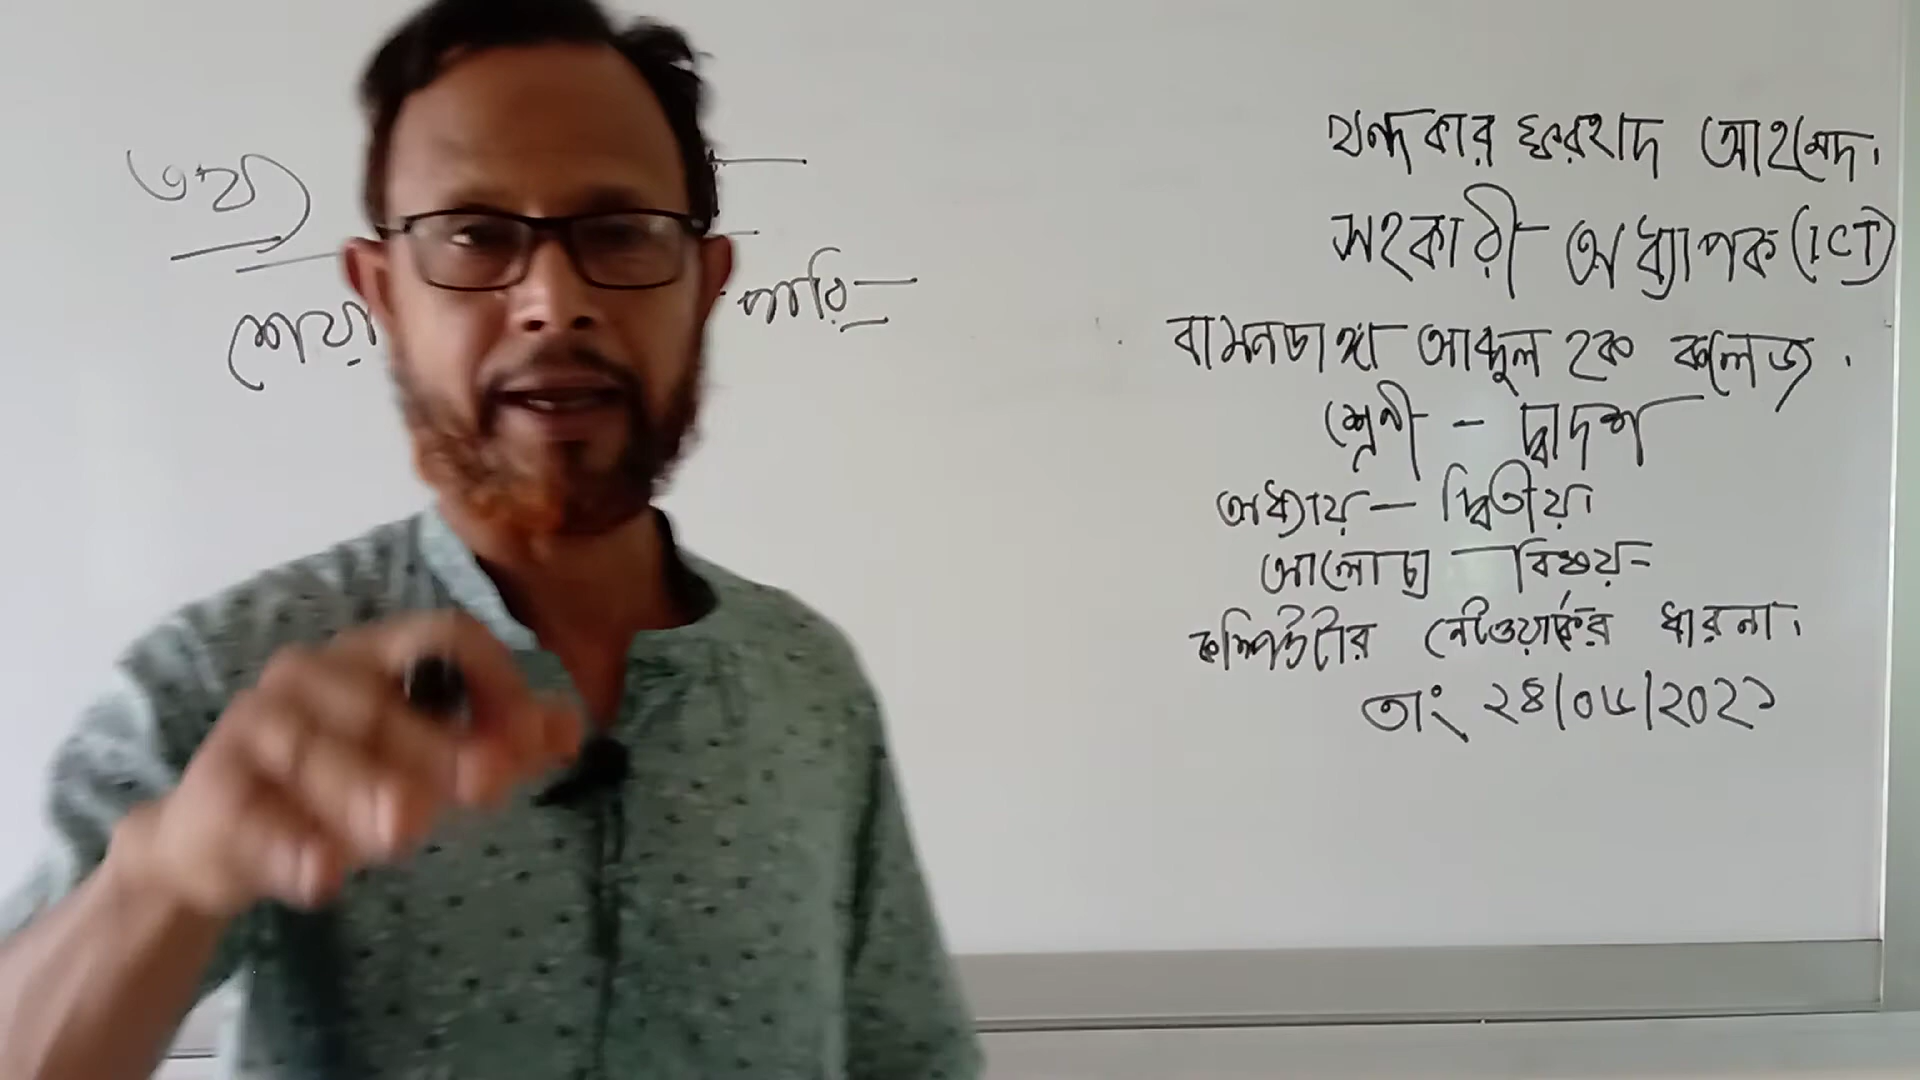 তথ্য
শেয়া
পারি
খন্দকার ফরহাদ আহমেদ।
সহকারী অধ্যাপক (ICT)
বামনডাঙ্গা আব্দুল হক কলেজ।
শ্রেনী - দ্বাদশ
অধ্যায় - দ্বিতীয়।
আলোচ্য বিষয়-
কম্পিউটার নেটওয়ার্কের ধারনা।
তাং ২৪/০৬/২০২১